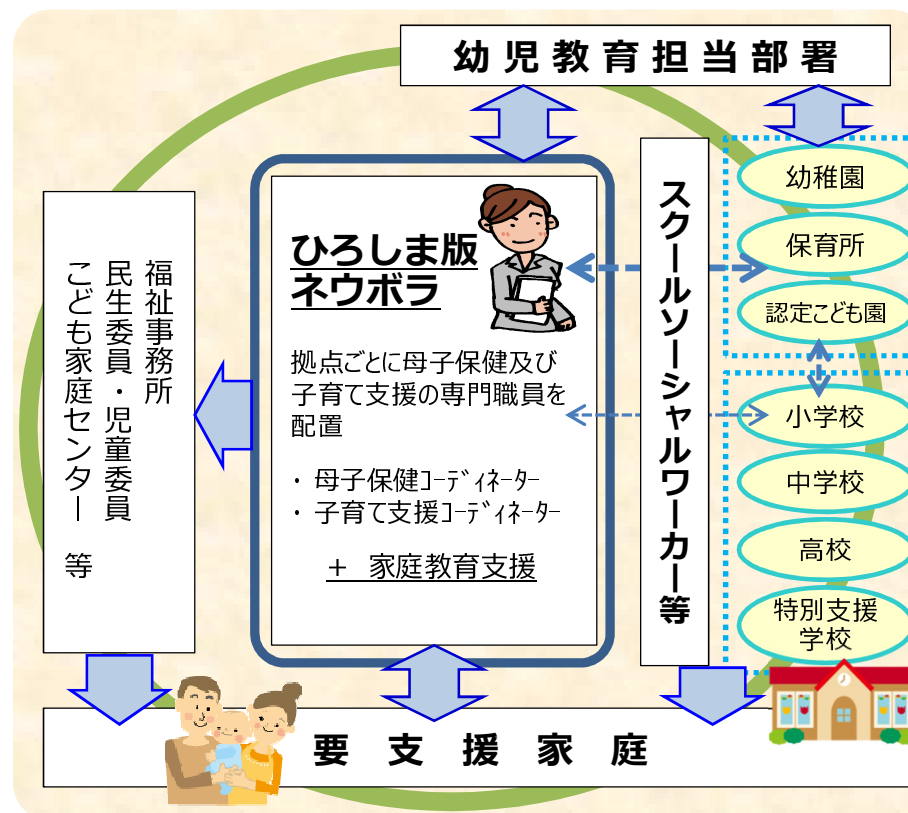 幼児教育担当部署
ひろしま版
ネウボラ
拠点ごとに母子保健及び
子育て支援の専門職員を
配置
・母子保健ｺｰﾃﾞｨﾈｰﾀｰ
・子育て支援ｺｰﾃﾞｨﾈｰﾀｰ
+ 家庭教育支援
福祉事務所
民生委員・児童委員
こども家庭センター 等
スクールソーシャルワーカー等
幼稚園
保育所
認定こども園
小学校
中学校
高校
特別支援
学校
要支援家庭